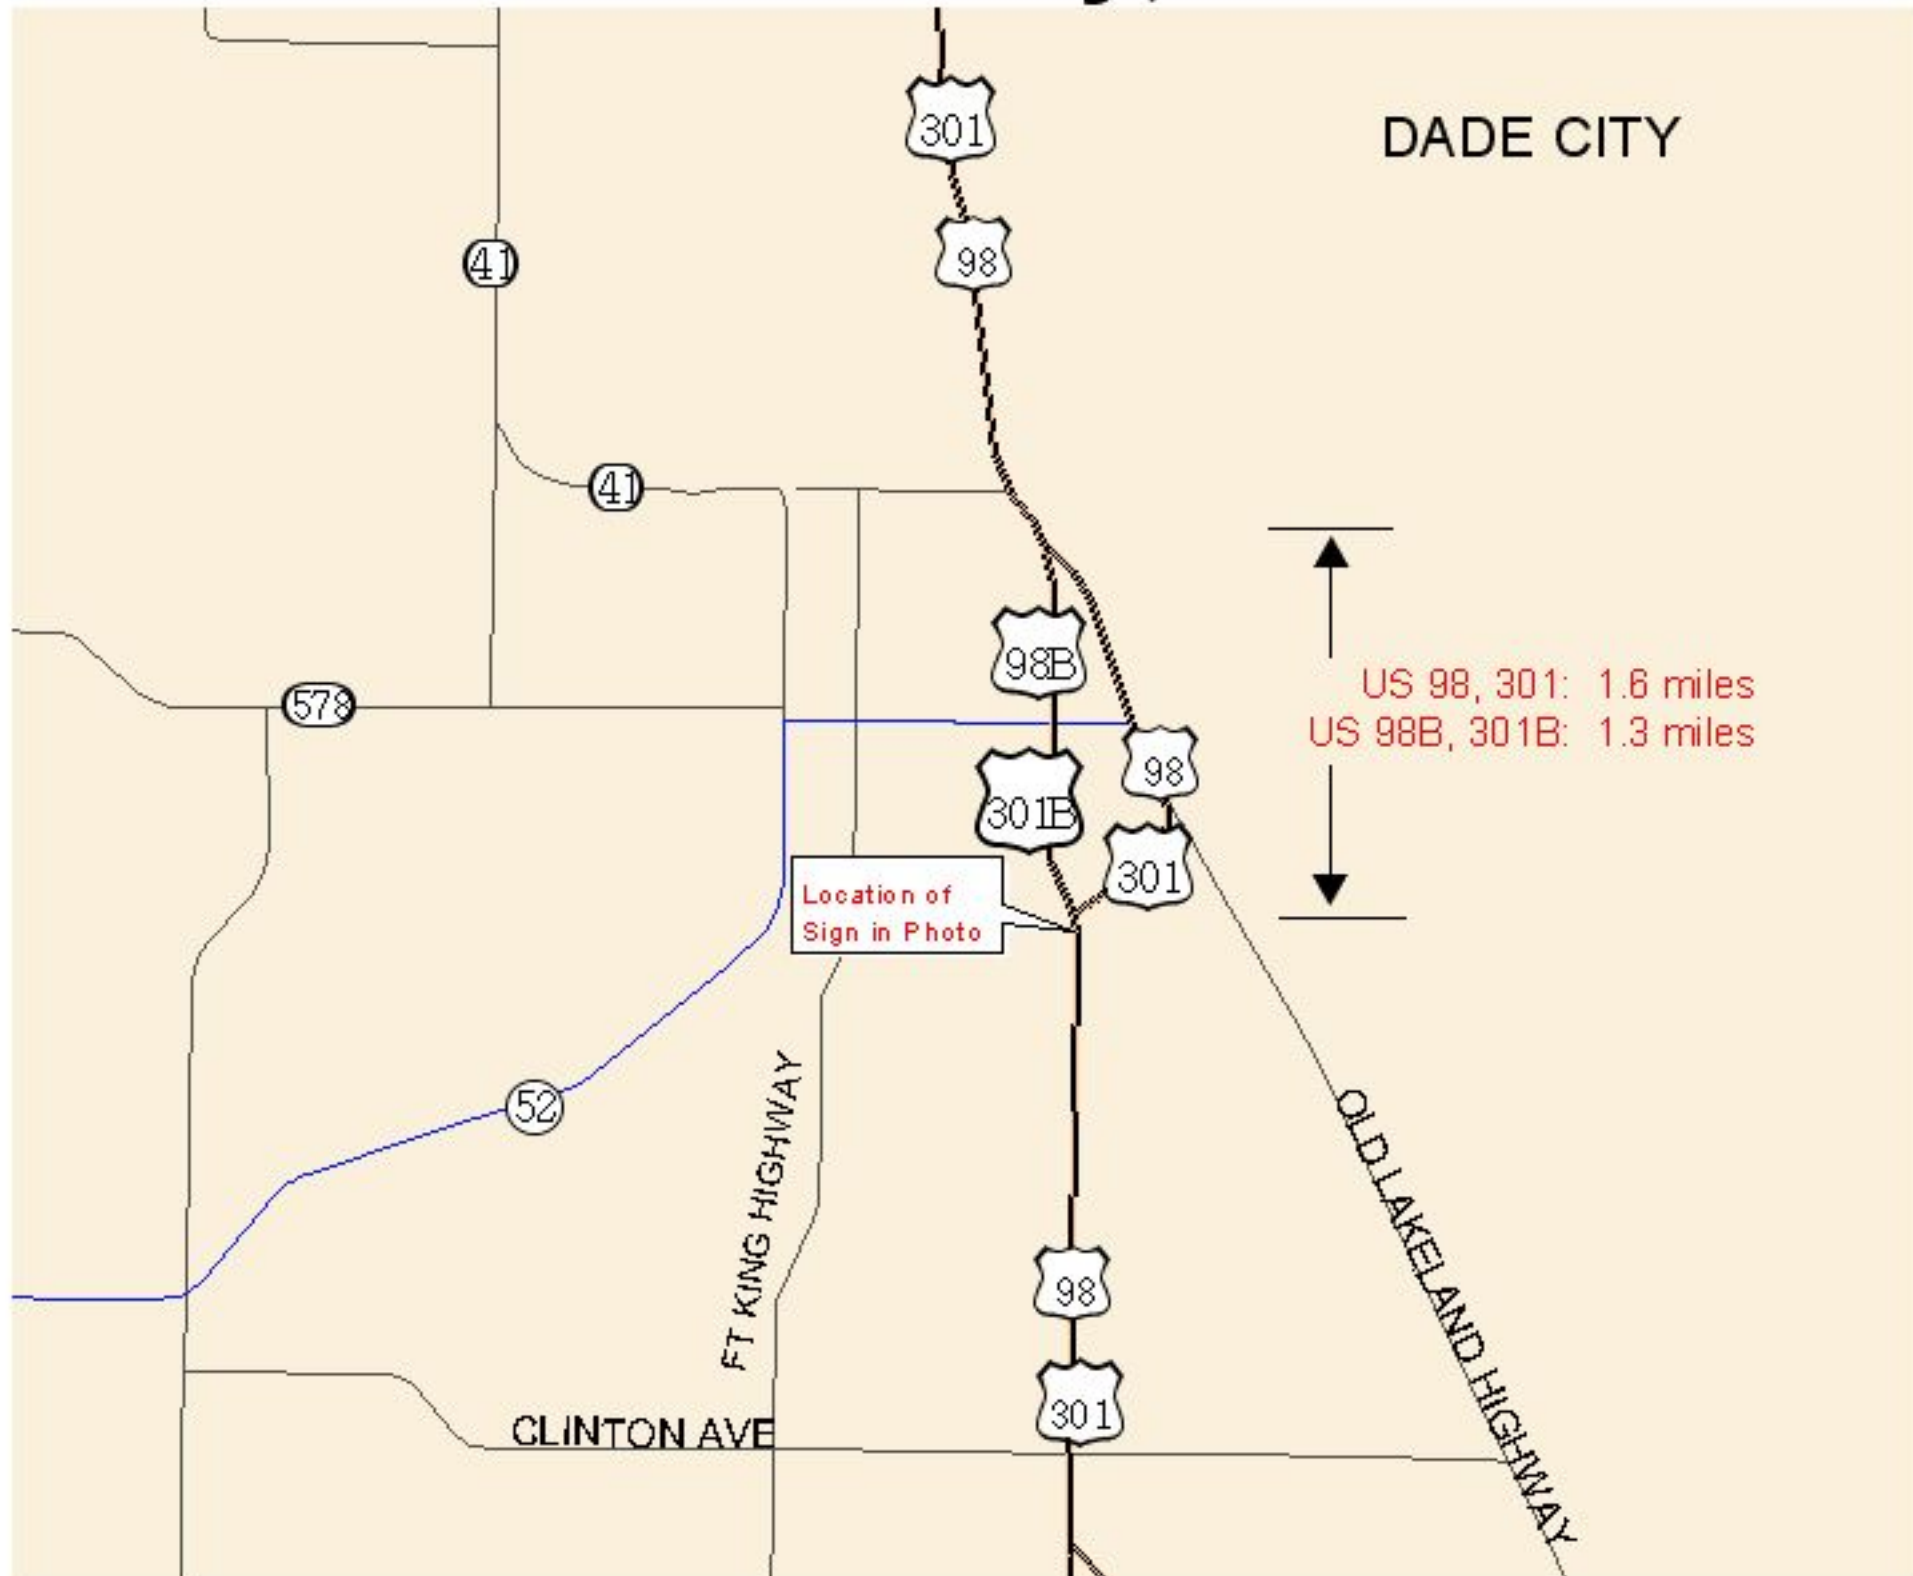 301
DADE CITY
98
41
41
98B
578
US 98, 301: 1.6 miles
US 98B, 301B: 1.3 miles
98
301B
301
Location of
Sign in Photo
52
FT KING HIGHWAY
OLD LAKELAND HIGHWAY
98
301
CLINTON AVE